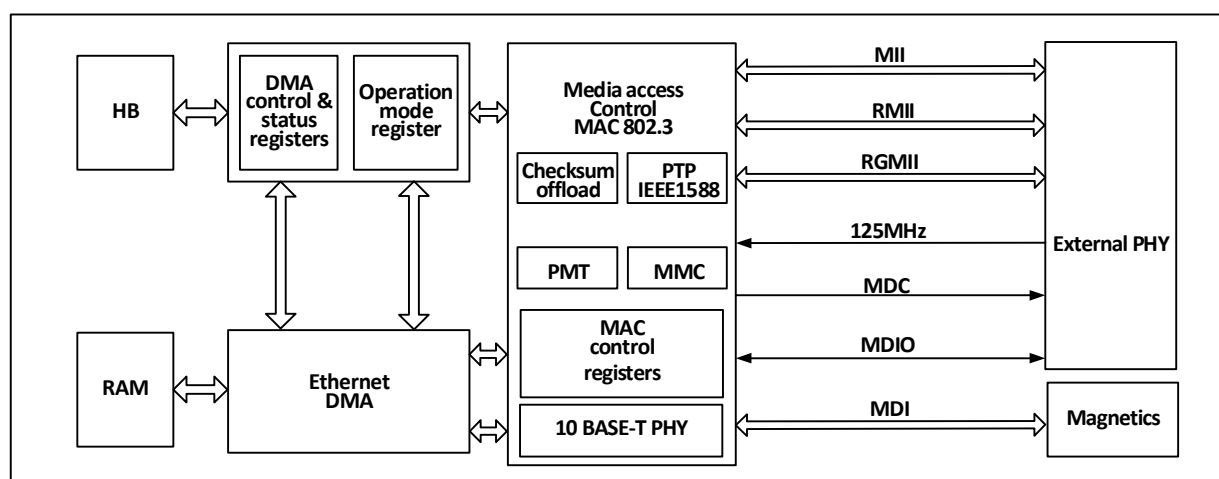 HB
DMA
control &
status
registers
Operation
mode
register
Media access
Control
MAC 802.3
Checksum
offload
PTP
IEEE1588
PMT
MMC
MAC
control
registers
10 BASE-T PHY
RAM
Ethernet
DMA
MII
RMII
RGMII
125MHz
MDC
MDIO
MDI
External PHY
Magnetics